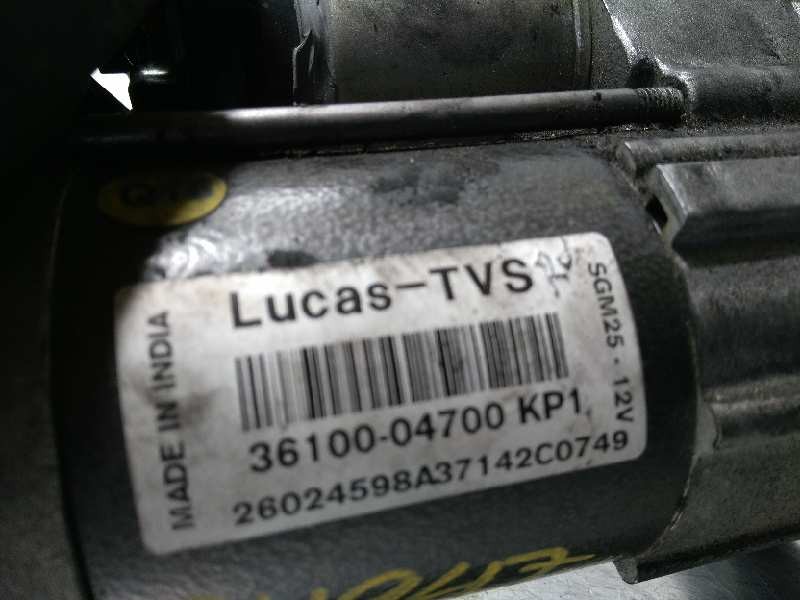 Lucas-TVS
MADE IN INDIA
SGM25 - 12V
36100-04700 KP1
26024598A37142C0749